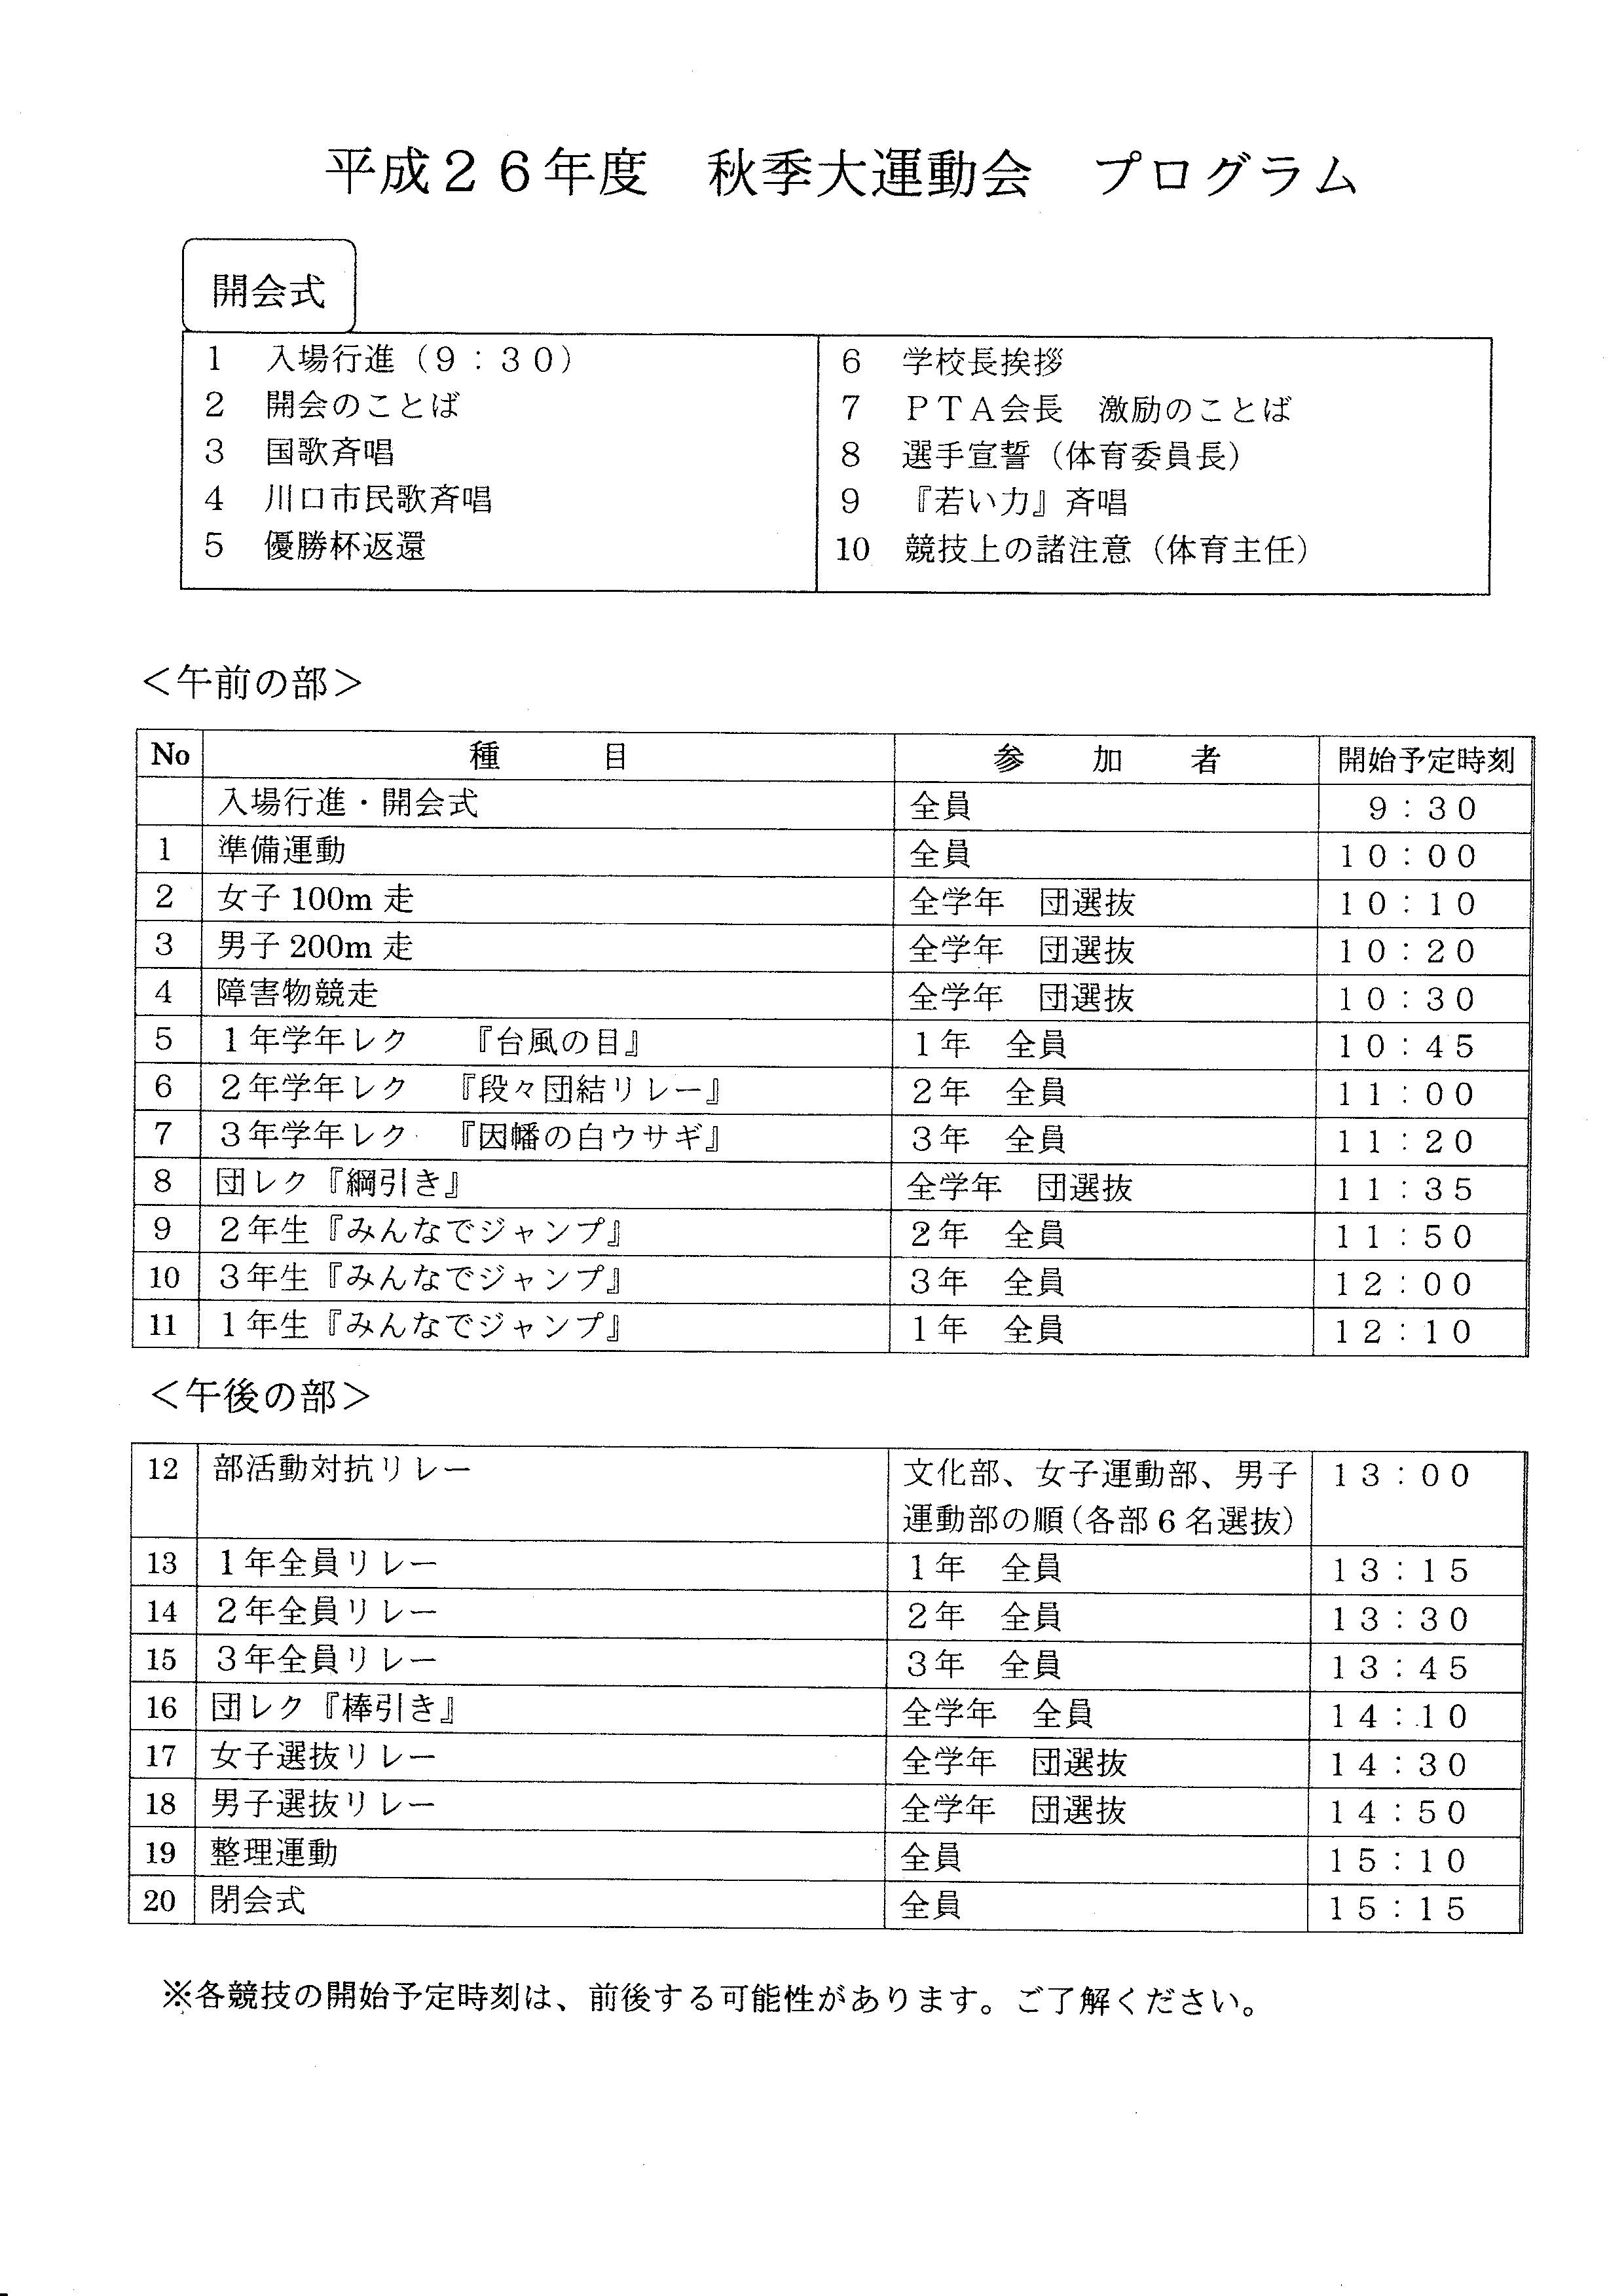 平成２６年度　秋季大運動会　プログラム
開会式
1　入場行進（９：３０）
2　開会のことば
3　国歌斉唱
4　川口市民歌斉唱
5　優勝杯返還
6　学校長挨拶
7　ＰＴＡ会長　激励のことば
8　選手宣誓（体育委員長）
9　『若い力』斉唱
10　競技上の諸注意（体育主任）
＜午前の部＞
No　種　目　参　加　者　開始予定時刻
入場行進・開会式　全員　９：３０
1　準備運動　全員　１０：００
2　女子 100m 走　全学年　団選抜　１０：１０
3　男子 200m 走　全学年　団選抜　１０：２０
4　障害物競走　全学年　団選抜　１０：３０
5　１年学年レク　『台風の目』　１年　全員　１０：４５
6　２年学年レク　『段々団結リレー』　２年　全員　１１：００
7　３年学年レク　『因幡の白ウサギ』　３年　全員　１１：２０
8　団レク『綱引き』　全学年　団選抜　１１：３５
9　２年生『みんなでジャンプ』　２年　全員　１１：５０
10　３年生『みんなでジャンプ』　３年　全員　１２：００
11　１年生『みんなでジャンプ』　１年　全員　１２：１０
＜午後の部＞
12　部活動対抗リレー　文化部、女子運動部、男子　１３：００
運動部の順（各部６名選抜）
13　１年全員リレー　１年　全員　１３：１５
14　２年全員リレー　２年　全員　１３：３０
15　３年全員リレー　３年　全員　１３：４５
16　団レク『棒引き』　全学年　全員　１４：１０
17　女子選抜リレー　全学年　団選抜　１４：３０
18　男子選抜リレー　全学年　団選抜　１４：５０
19　整理運動　全員　１５：１０
20　閉会式　全員　１５：１５
※各競技の開始予定時刻は、前後する可能性があります。ご了解ください。